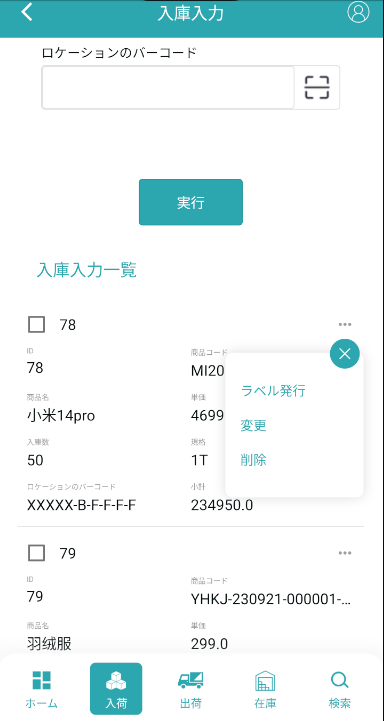 入庫入力
ロケーションのバーコード
実行
入庫入力一覧
78
ID
商品コード
78
MI20
商品名
単価
小米14pro
4699
入庫数
規格
50
1T
ロケーションのバーコード
小計
XXXXX-B-F-F-F-F
234950.0
ラベル発行
変更
削除
79
ID
商品コード
79
YHKJ-230921-000001-...
商品名
単価
羽绒服
299.0
ホーム
入荷
出荷
在庫
検索